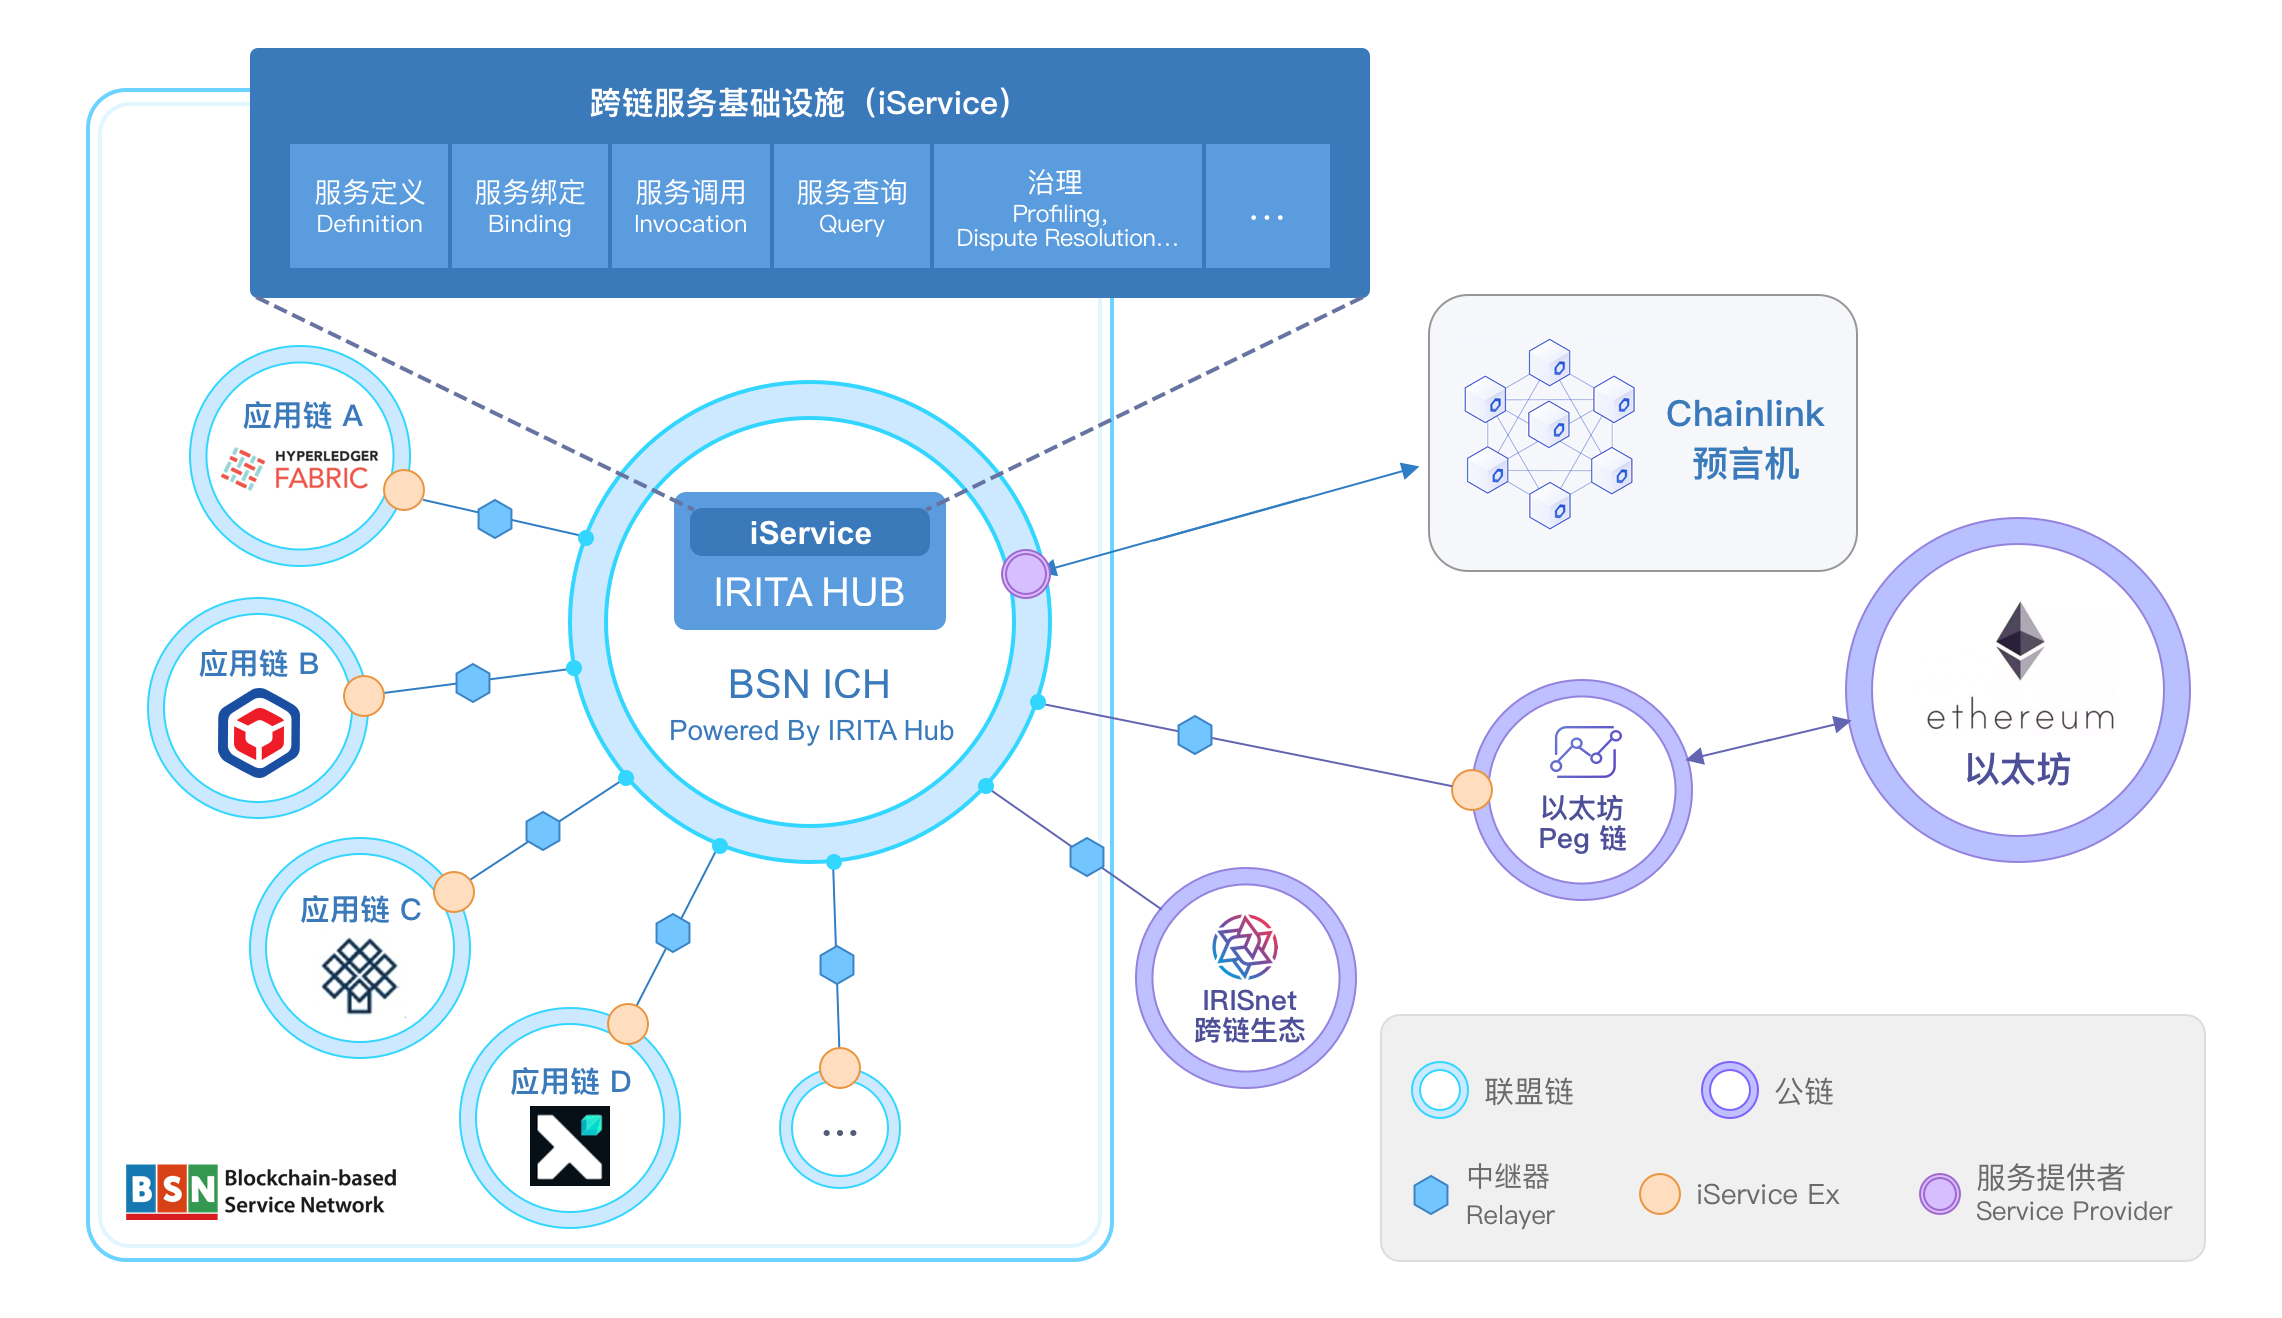 跨链服务基础设施（iService）
服务定义
Definition
服务绑定
Binding
服务调用
Invocation
服务查询
Query
治理
Profiling,
Dispute Resolution...
...
应用链 A
HYPERLEDGER
FABRIC
应用链 B
应用链 C
应用链 D
...
iService
IRITA HUB
BSN ICH
Powered By IRITA Hub
Chainlink
预言机
ethereum
以太坊
以太坊
Peg 链
IRISnet
跨链生态
BSN
Blockchain-based
Service Network
联盟链
公链
中继器
Relayer
iService Ex
服务提供者
Service Provider